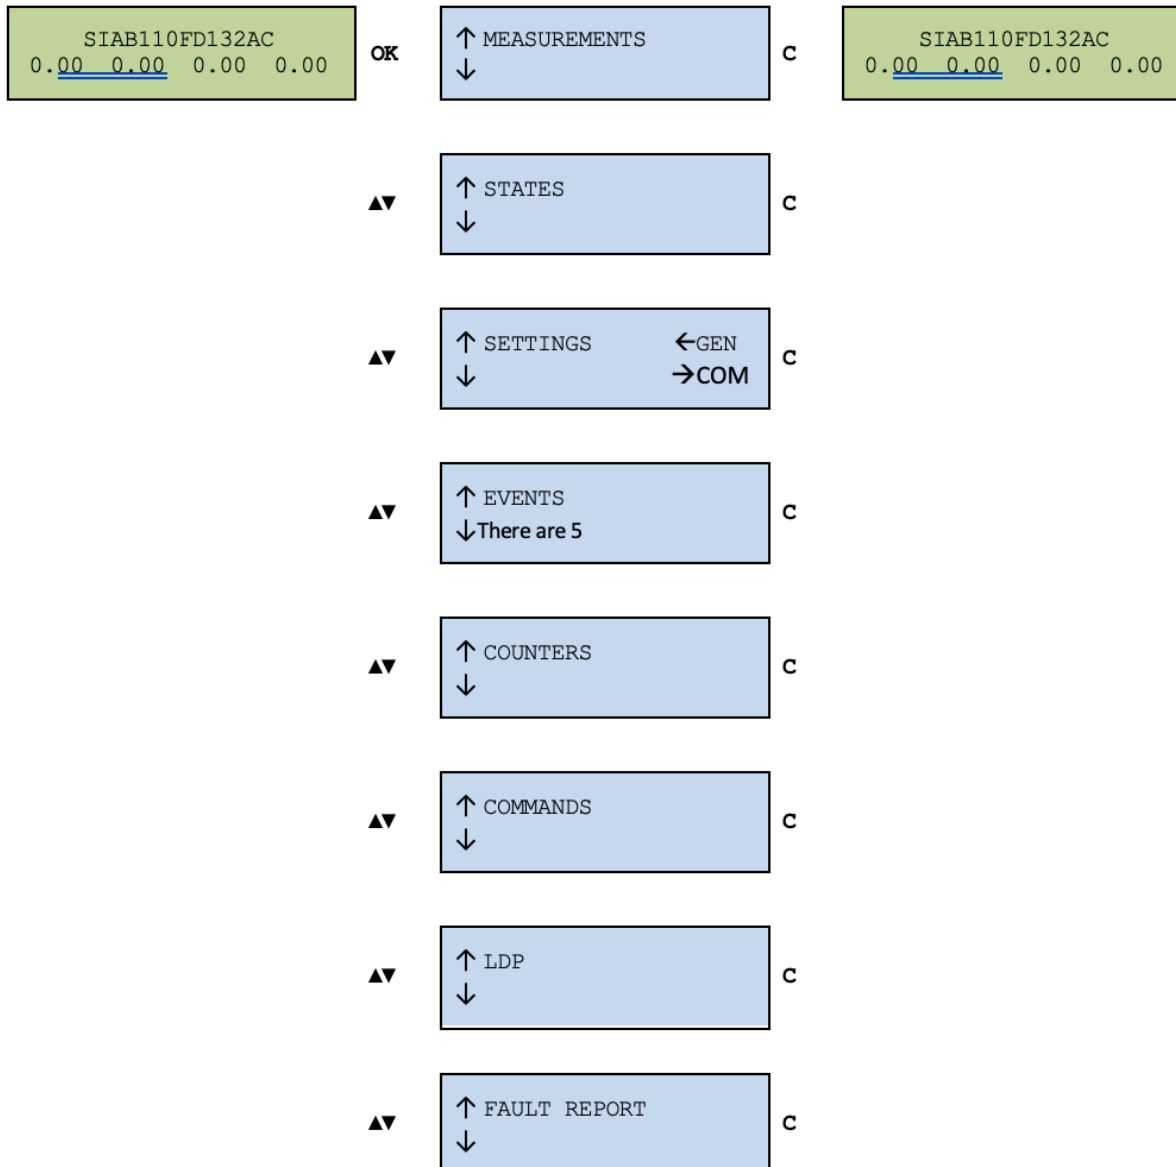 SIAB110FD132AC
0.00 0.00 0.00 0.00
OK
↑ MEASUREMENTS
↓
C
SIAB110FD132AC
0.00 0.00 0.00 0.00
▲▼
↑ STATES
↓
C
▲▼
↑ SETTINGS ←GEN
↓ →COM
C
▲▼
↑ EVENTS
↓There are 5
C
▲▼
↑ COUNTERS
↓
C
▲▼
↑ COMMANDS
↓
C
▲▼
↑ LDP
↓
C
▲▼
↑ FAULT REPORT
↓
C